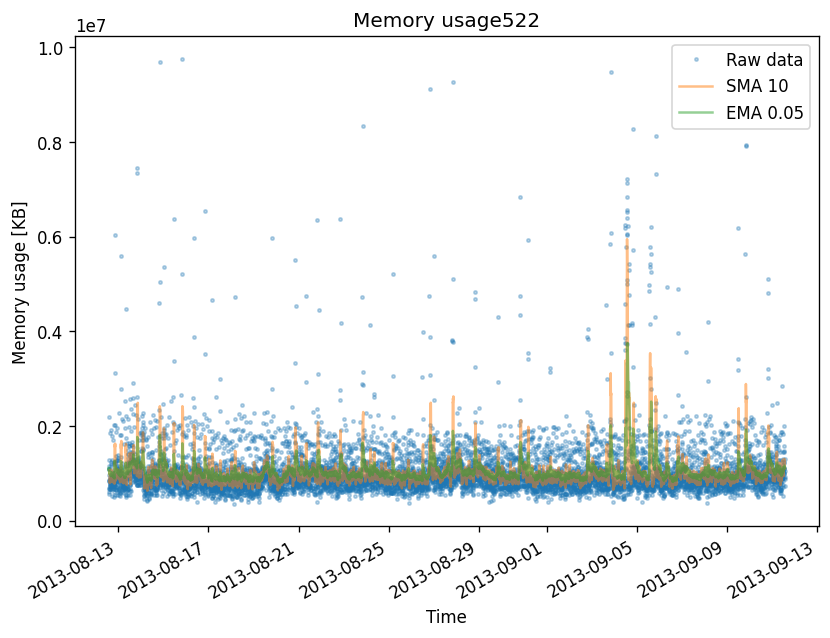 Memory usage522
1e7
Raw data
SMA 10
EMA 0.05
1.0
0.8
0.6
0.4
0.2
0.0
Memory usage [KB]
2013-08-13
2013-08-17
2013-08-21
2013-08-25
2013-08-29
2013-09-01
2013-09-05
2013-09-09
2013-09-13
Time